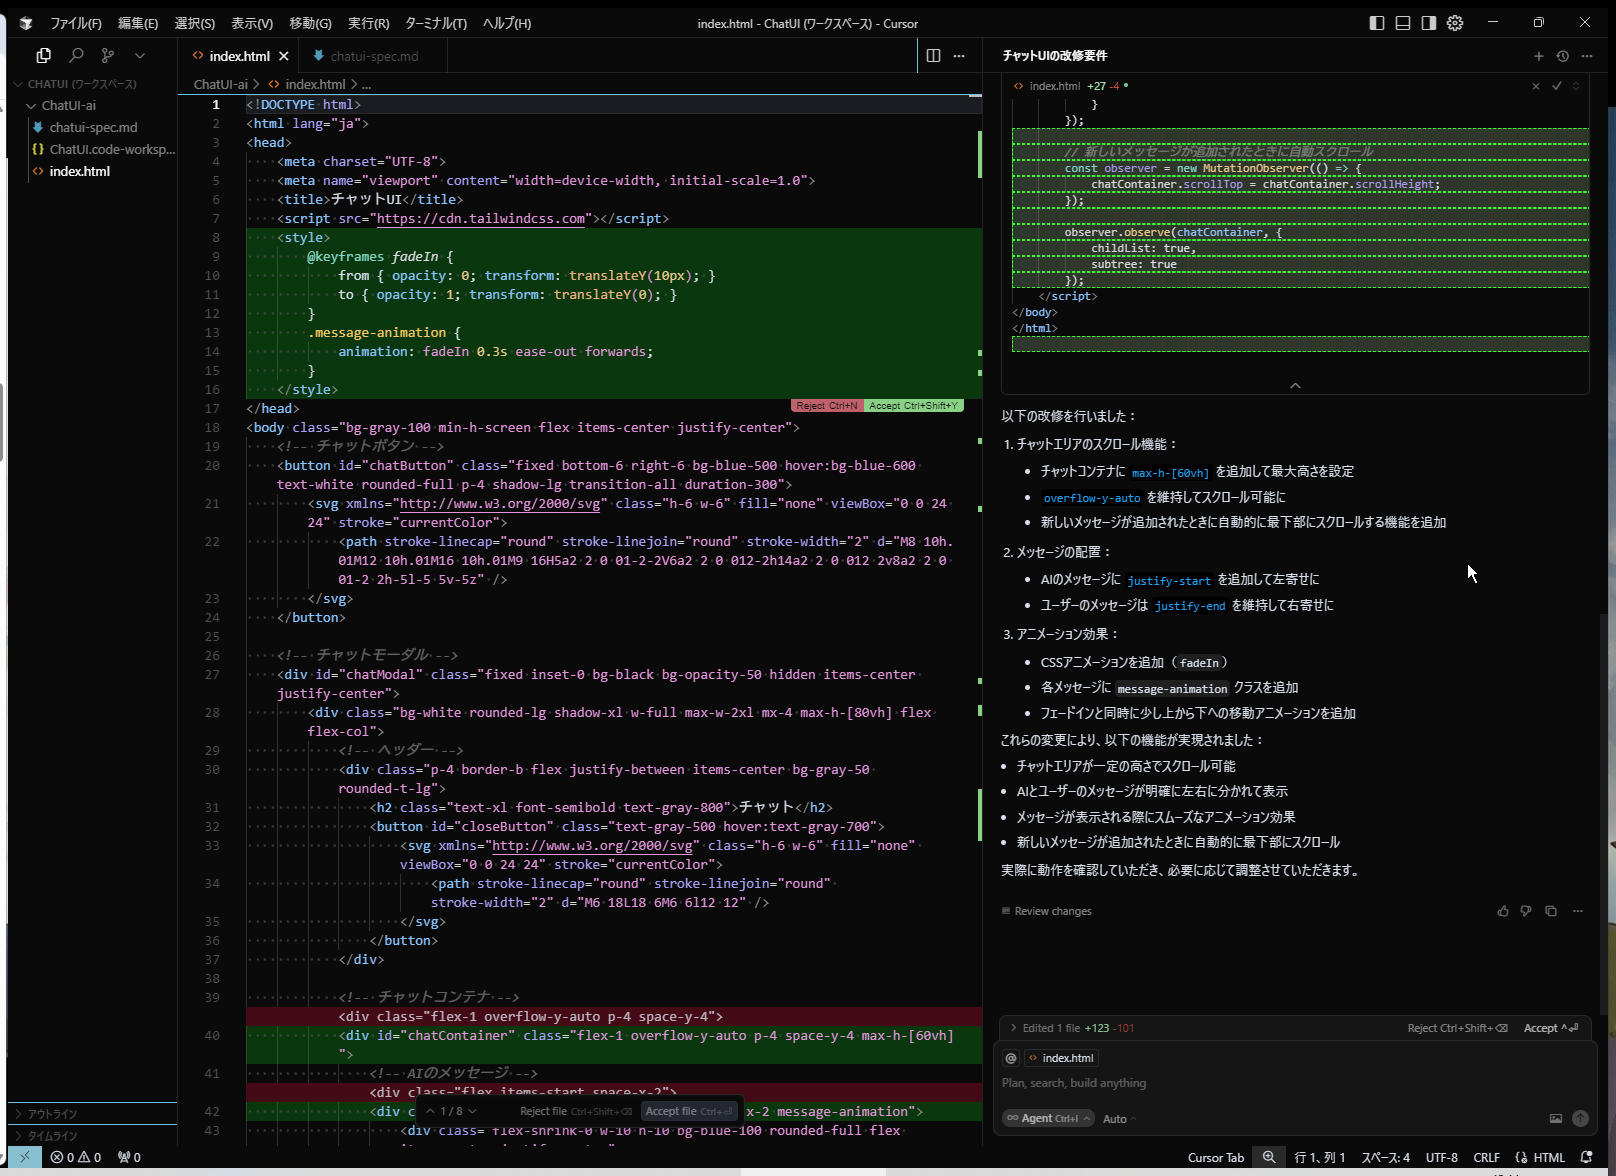 ファイル(F) 編集(E) 選択(S) 表示(V) 移動(G) 実行(R) ターミナル(T) ヘルプ(H)
index.html - ChatUI (ワークスペース) - Cursor
CHATUI (ワークスペース)
ChatUI-ai
chatui-spec.md
ChatUI.code-worksp...
index.html
アウトライン
タイムライン
index.html
chatui-spec.md
ChatUI-ai > index.html > ...
1 <!DOCTYPE html>
2 <html lang="ja">
3 <head>
4 <meta charset="UTF-8">
5 <meta name="viewport" content="width=device-width, initial-scale=1.0">
6 <title>チャットUI</title>
7 <script src="https://cdn.tailwindcss.com"></script>
8 <style>
9 @keyframes fadeIn {
10 from { opacity: 0; transform: translateY(10px); }
11 to { opacity: 1; transform: translateY(0); }
12 }
13 .message-animation {
14 animation: fadeIn 0.3s ease-out forwards;
15 }
16 </style>
17 </head>
Reject Ctrl+N Accept Ctrl+Shift+Y
18 <body class="bg-gray-100 min-h-screen flex items-center justify-center">
19 <!-- チャットボタン -->
20 <button id="chatButton" class="fixed bottom-6 right-6 bg-blue-500 hover:bg-blue-600
text-white rounded-full p-4 shadow-lg transition-all duration-300">
21 <svg xmlns="http://www.w3.org/2000/svg" class="h-6 w-6" fill="none" viewBox="0 0 24
24" stroke="currentColor">
22 <path stroke-linecap="round" stroke-linejoin="round" stroke-width="2" d="M8 10h.
01M12 10h.01M16 10h.01M9 16H5a2 2 0 01-2-2V6a2 2 0 012-2h14a2 2 0 012 2v8a2 2 0
01-2 2h-5l-5 5v-5z" />
23 </svg>
24 </button>
25
26 <!-- チャットモーダル -->
27 <div id="chatModal" class="fixed inset-0 bg-black bg-opacity-50 hidden items-center
justify-center">
28 <div class="bg-white rounded-lg shadow-xl w-full max-w-2xl mx-4 max-h-[80vh] flex
flex-col">
29 <!-- ヘッダー -->
30 <div class="p-4 border-b flex justify-between items-center bg-gray-50
rounded-t-lg">
31 <h2 class="text-xl font-semibold text-gray-800">チャット</h2>
32 <button id="closeButton" class="text-gray-500 hover:text-gray-700">
33 <svg xmlns="http://www.w3.org/2000/svg" class="h-6 w-6" fill="none"
viewBox="0 0 24 24" stroke="currentColor">
34 <path stroke-linecap="round" stroke-linejoin="round"
stroke-width="2" d="M6 18L18 6M6 6l12 12" />
35 </svg>
36 </button>
37 </div>
38
39 <!-- チャットコンテナ -->
<div class="flex-1 overflow-y-auto p-4 space-y-4">
40 <div id="chatContainer" class="flex-1 overflow-y-auto p-4 space-y-4 max-h-[60vh]
">
41 <!-- AIのメッセージ -->
<div class="flex items-start space-x-2">
42 <div c x-2 message-animation">
1 / 8 Reject file Ctrl+Shift+⌫ Accept file Ctrl+⏎
43 <div class="flex-shrink-0 w-10 h-10 bg-blue-100 rounded-full flex
チャットUIの改修要件
index.html +27 -4
}
});
// 新しいメッセージが追加されたときに自動スクロール
const observer = new MutationObserver(() => {
chatContainer.scrollTop = chatContainer.scrollHeight;
});
observer.observe(chatContainer, {
childList: true,
subtree: true
});
</script>
</body>
</html>
以下の改修を行いました：
1. チャットエリアのスクロール機能：
• チャットコンテナに max-h-[60vh] を追加して最大高さを設定
• overflow-y-auto を維持してスクロール可能に
• 新しいメッセージが追加されたときに自動的に最下部にスクロールする機能を追加
2. メッセージの配置：
• AIのメッセージに justify-start を追加して左寄せに
• ユーザーのメッセージは justify-end を維持して右寄せに
3. アニメーション効果：
• CSSアニメーションを追加（fadeIn）
• 各メッセージに message-animation クラスを追加
• フェードインと同時に少し上から下への移動アニメーションを追加
これらの変更により、以下の機能が実現されました：
• チャットエリアが一定の高さでスクロール可能
• AIとユーザーのメッセージが明確に左右に分かれて表示
• メッセージが表示される際にスムーズなアニメーション効果
• 新しいメッセージが追加されたときに自動的に最下部にスクロール
実際に動作を確認していただき、必要に応じて調整させていただきます。
Review changes
Edited 1 file +123 -101 Reject Ctrl+Shift+⌫ Accept ^⏎
@ index.html
Plan, search, build anything
∞ Agent Ctrl+I Auto
0 0 0
Cursor Tab 行 1、列 1 スペース: 4 UTF-8 CRLF HTML